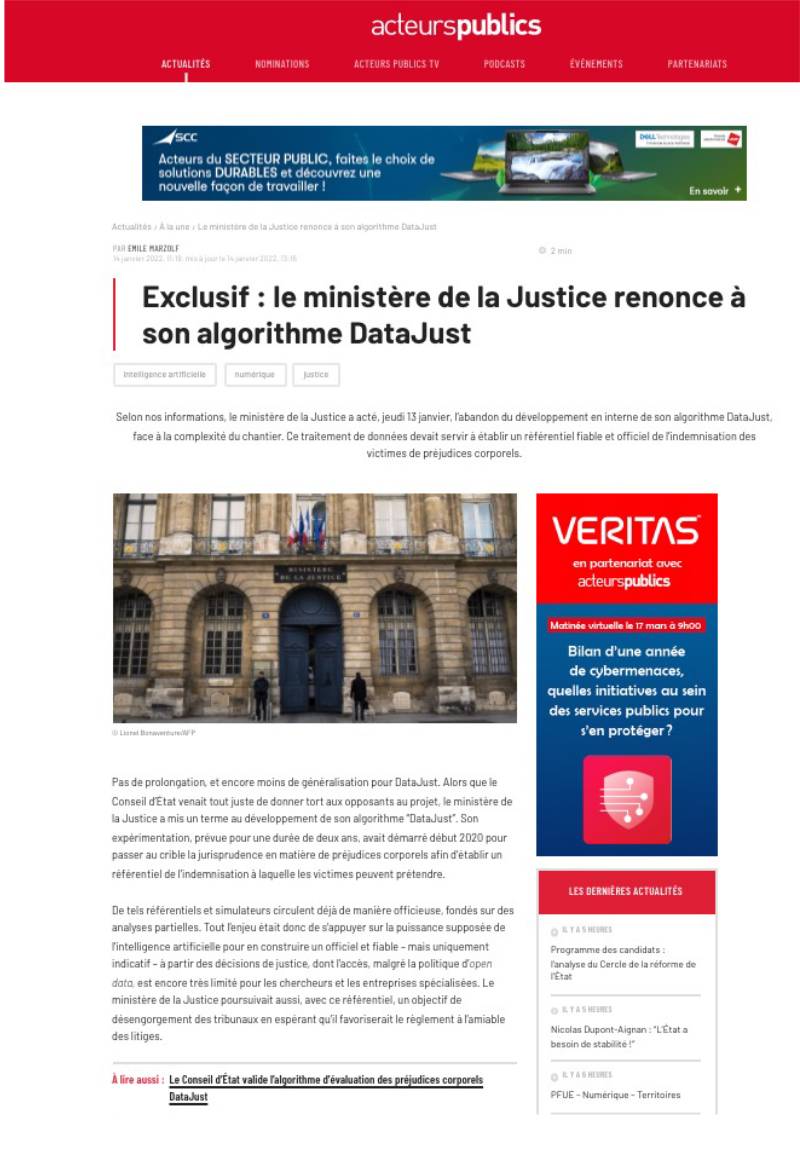 acteurspublics
ACTUALITÉS NOMINATIONS ACTEURS PUBLICS TV PODCASTS ÉVÉNEMENTS PARTENARIATS
SCC
Acteurs du SECTEUR PUBLIC, faites le choix de
solutions DURABLES et découvrez une
nouvelle façon de travailler !
DELL Technologies
En savoir +
Actualités / À la une / Le ministère de la Justice renonce à son algorithme DataJust
PAR EMILE MARZOLF
14 janvier 2022, 11:19, mis à jour le 14 janvier 2022, 13:16
2 min
Exclusif : le ministère de la Justice renonce à
son algorithme DataJust
intelligence artificielle numérique justice
Selon nos informations, le ministère de la Justice a acté, jeudi 13 janvier, l'abandon du développement en interne de son algorithme DataJust,
face à la complexité du chantier. Ce traitement de données devait servir à établir un référentiel fiable et officiel de l'indemnisation des
victimes de préjudices corporels.
MINISTÈRE
DE LA JUSTICE
© Lionel Bonaventure/AFP
Pas de prolongation, et encore moins de généralisation pour DataJust. Alors que le
Conseil d'État venait tout juste de donner tort aux opposants au projet, le ministère de
la Justice a mis un terme au développement de son algorithme "DataJust". Son
expérimentation, prévue pour une durée de deux ans, avait démarré début 2020 pour
passer au crible la jurisprudence en matière de préjudices corporels afin d'établir un
référentiel de l'indemnisation à laquelle les victimes peuvent prétendre.
De tels référentiels et simulateurs circulent déjà de manière officieuse, fondés sur des
analyses partielles. Tout l'enjeu était donc de s'appuyer sur la puissance supposée de
l'intelligence artificielle pour en construire un officiel et fiable – mais uniquement
indicatif – à partir des décisions de justice, dont l'accès, malgré la politique d'open
data, est encore très limité pour les chercheurs et les entreprises spécialisées. Le
ministère de la Justice poursuivait aussi, avec ce référentiel, un objectif de
désengorgement des tribunaux en espérant qu'il favoriserait le règlement à l'amiable
des litiges.
À lire aussi : Le Conseil d'État valide l'algorithme d'évaluation des préjudices corporels
DataJust
VERITAS
en partenariat avec
acteurspublics
Matinée virtuelle le 17 mars à 9h00
Bilan d'une année
de cybermenaces,
quelles initiatives au sein
des services publics pour
s'en protéger ?
LES DERNIÈRES ACTUALITÉS
IL Y A 5 HEURES
Programme des candidats :
l'analyse du Cercle de la réforme de
l'État
IL Y A 5 HEURES
Nicolas Dupont-Aignan : "L'État a
besoin de stabilité !"
IL Y A 6 HEURES
PFUE - Numérique - Territoires